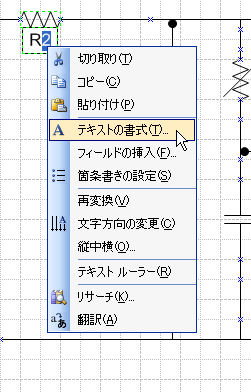 R2
切り取り(T)
コピー(C)
貼り付け(P)
テキストの書式(T)...
フィールドの挿入(F)...
箇条書きの設定(S)
再変換(V)
文字方向の変更(C)
縦中横(O)...
テキスト ルーラー(R)
リサーチ(K)...
翻訳(A)